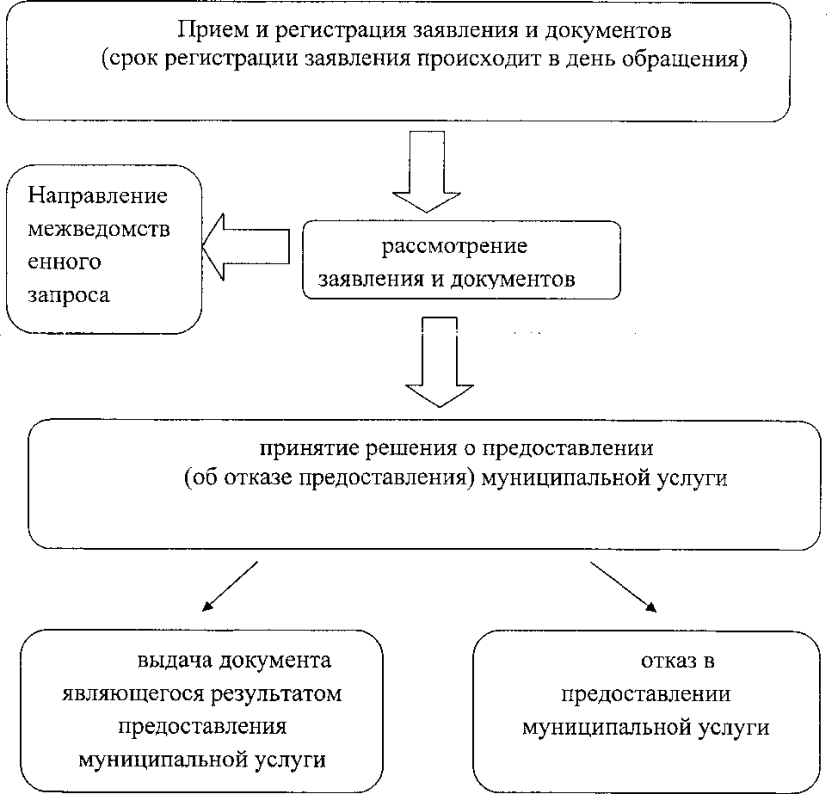 Прием и регистрация заявления и документов
(срок регистрации заявления происходит в день обращения)
Направление
межведомств
енного
запроса
рассмотрение
заявления и документов
принятие решения о предоставлении
(об отказе предоставления) муниципальной услуги
выдача документа
являющегося результатом
предоставления
муниципальной услуги
отказ в
предоставлении
муниципальной услуги